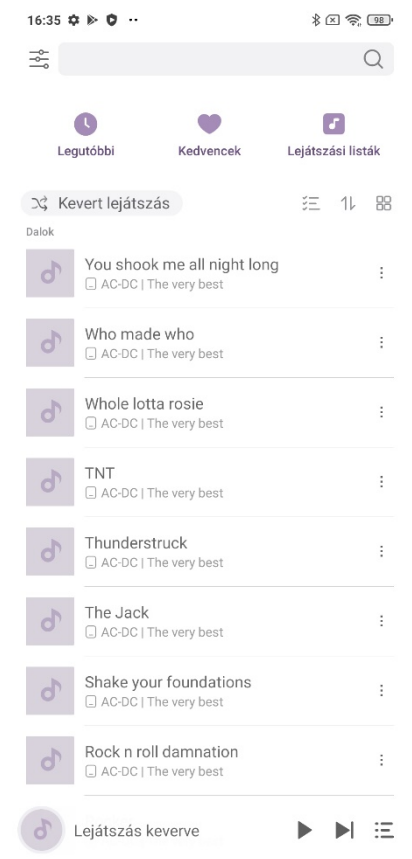 16:35
98
Legutóbbi
Kedvencek
Lejátszási listák
Kevert lejátszás
Dalok
You shook me all night long
AC-DC | The very best
Who made who
AC-DC | The very best
Whole lotta rosie
AC-DC | The very best
TNT
AC-DC | The very best
Thunderstruck
AC-DC | The very best
The Jack
AC-DC | The very best
Shake your foundations
AC-DC | The very best
Rock n roll damnation
AC-DC | The very best
Lejátszás keverve